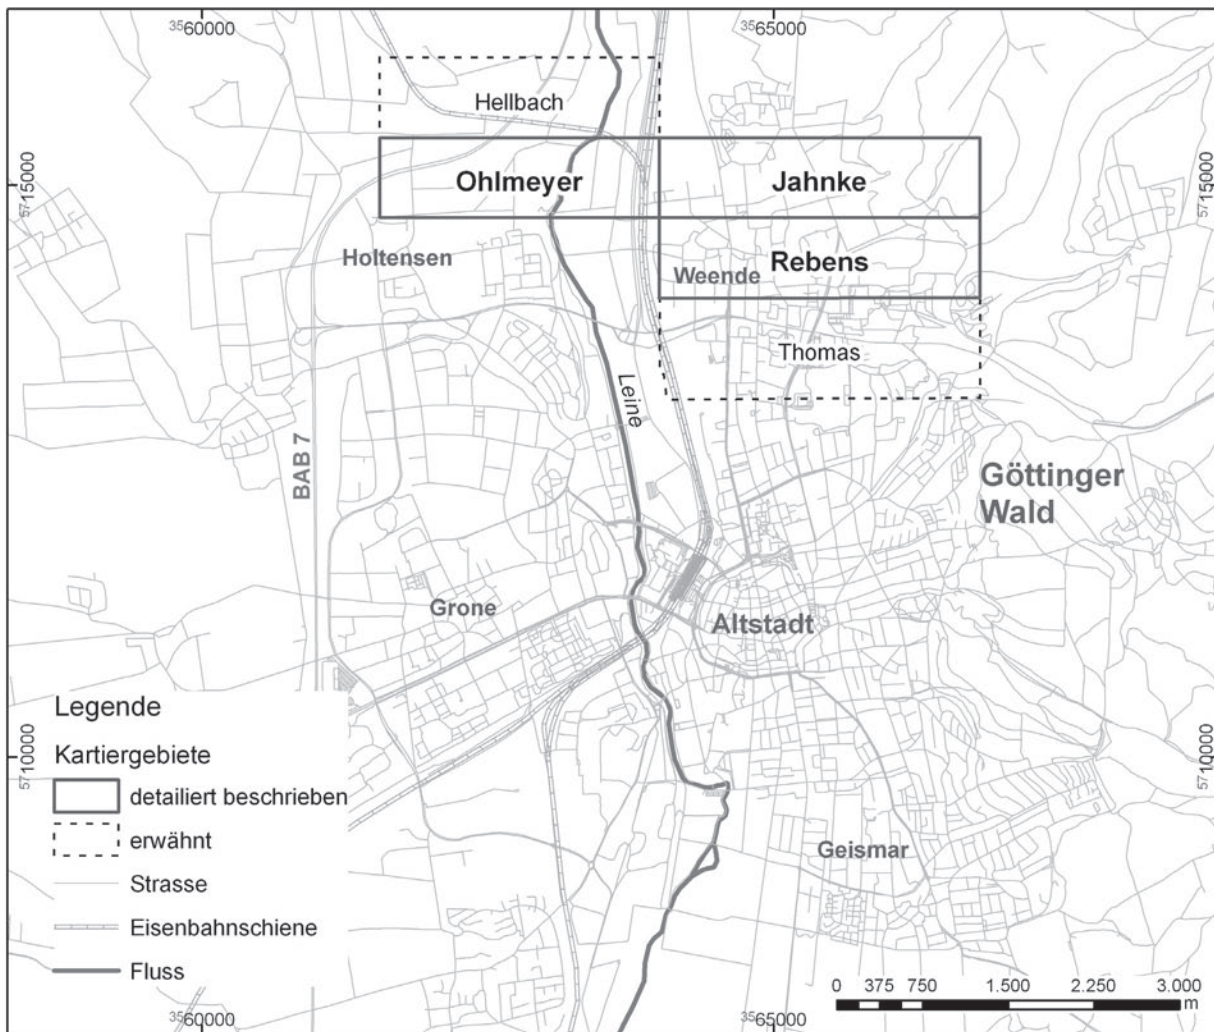 3560000
3565000
Hellbach
5715000
Ohlmeyer
Jahnke
5715000
Holtensen
Weende
Rebens
Thomas
Leine
BAB 7
Göttinger
Wald
Grone
Altstadt
Legende
Kartiergebiete
detailiert beschrieben
erwähnt
Strasse
Eisenbahnschiene
Fluss
5710000
5710000
Geismar
0 375 750 1.500 2.250 3.000
m
3560000
3565000